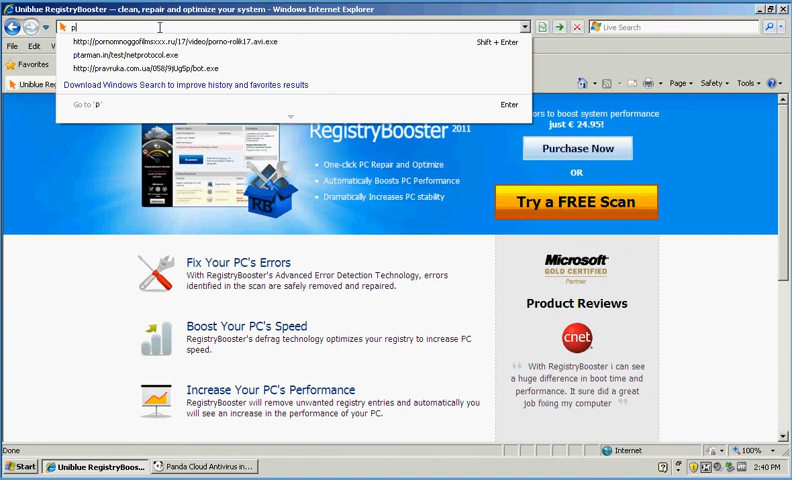 Uniblue RegistryBooster — clean, repair and optimize your system - Windows Internet Explorer
p
Live Search
http://pornomnoggofilmsxxx.ru/17/video/porno-rolik17.avi.exe
Shift + Enter
ptarman.in/test/netprotocol.exe
http://pravruka.com.ua/058/9jUg5p/bot.exe
Download Windows Search to improve history and favorites results
Go to 'p'
Enter
File
Favorites
Uniblue Regist
Page
Safety
Tools
RegistryBooster 2011
One-click PC Repair and Optimize
Automatically Boosts PC Performance
Dramatically Increases PC stability
ors to boost system performance
just € 24.95!
Purchase Now
OR
Try a FREE Scan
RB
Fix Your PC's Errors
With RegistryBooster's Advanced Error Detection Technology, errors
identified in the scan are safely removed and repaired.
Boost Your PC's Speed
RegistryBooster's defrag technology optimizes your registry to increase PC
speed.
Increase Your PC's Performance
RegistryBooster will remove unwanted registry entries and automatically you
will see an increase in the performance of your PC.
Microsoft
GOLD CERTIFIED
Partner
Product Reviews
cnet
With RegistryBooster i can see
a huge difference in boot time and
performance. It sure did a great
job fixing my computer
Done
Internet
100%
Start
Uniblue RegistryBoos...
Panda Cloud Antivirus in...
2:40 PM